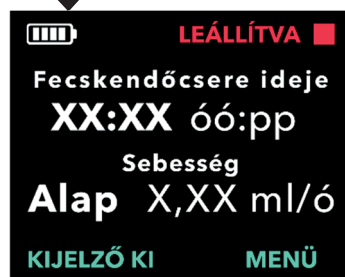 LEÁLLÍTVA
Fecskendőcsere ideje
XX:XX óó:pp
Sebesség
Alap X,XX ml/ó
KIJELZŐ KI MENÜ